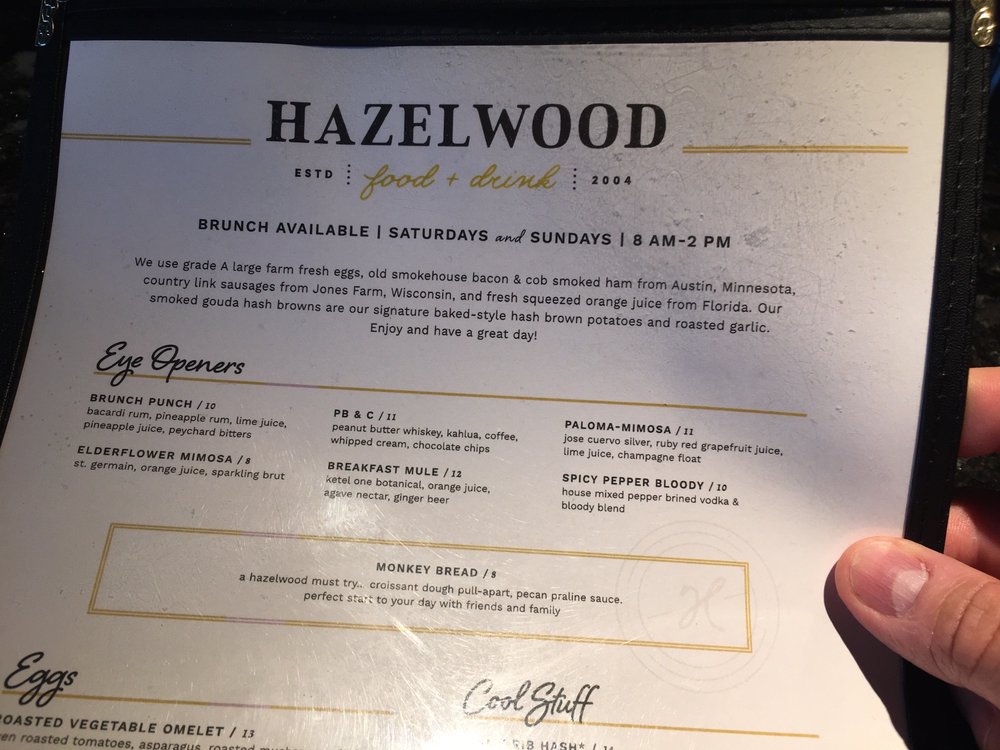 HAZELWOOD
ESTD food + drink 2004
BRUNCH AVAILABLE | SATURDAYS and SUNDAYS | 8 AM-2 PM
We use grade A large farm fresh eggs, old smokehouse bacon & cob smoked ham from Austin, Minnesota,
country link sausages from Jones Farm, Wisconsin, and fresh squeezed orange juice from Florida. Our
smoked gouda hash browns are our signature baked-style hash brown potatoes and roasted garlic.
Enjoy and have a great day!
Eye Openers
BRUNCH PUNCH / 10
bacardi rum, pineapple rum, lime juice,
pineapple juice, peychard bitters
ELDERFLOWER MIMOSA / 8
st. germain, orange juice, sparkling brut
PB & C / 11
peanut butter whiskey, kahlua, coffee,
whipped cream, chocolate chips
BREAKFAST MULE / 12
ketel one botanical, orange juice,
agave nectar, ginger beer
PALOMA-MIMOSA / 11
jose cuervo silver, ruby red grapefruit juice,
lime juice, champagne float
SPICY PEPPER BLOODY / 10
house mixed pepper brined vodka &
bloody blend
MONKEY BREAD / 8
a hazelwood must try.. croissant dough pull-apart, pecan praline sauce.
perfect start to your day with friends and family
H
Eggs
ROASTED VEGETABLE OMELET / 13
roasted tomatoes, asparagus, roasted
Cool Stuff
RIB HASH*